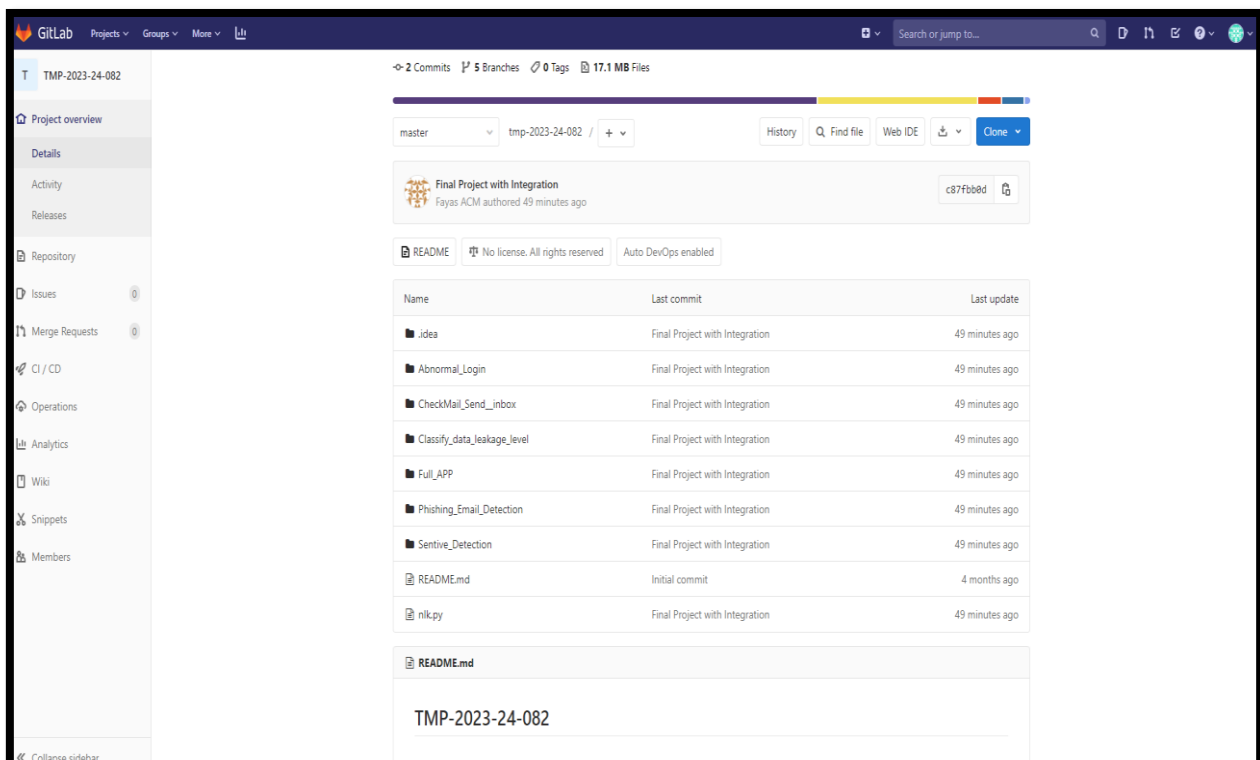 GitLab Projects Groups More Search or jump to...
T TMP-2023-24-082
Project overview
Details
Activity
Releases
Repository
Issues 0
Merge Requests 0
CI / CD
Operations
Analytics
Wiki
Snippets
Members
Collapse sidebar
2 Commits 5 Branches 0 Tags 17.1 MB Files
master tmp-2023-24-082 / + History Find file Web IDE Clone
Final Project with Integration
Fayas ACM authored 49 minutes ago
c87fbb0d
README No license. All rights reserved Auto DevOps enabled
Name Last commit Last update
.idea Final Project with Integration 49 minutes ago
Abnormal_Login Final Project with Integration 49 minutes ago
CheckMail_Send__inbox Final Project with Integration 49 minutes ago
Classify_data_leakage_level Final Project with Integration 49 minutes ago
Full_APP Final Project with Integration 49 minutes ago
Phishing_Email_Detection Final Project with Integration 49 minutes ago
Sentive_Detection Final Project with Integration 49 minutes ago
README.md Initial commit 4 months ago
nlk.py Final Project with Integration 49 minutes ago
README.md
TMP-2023-24-082